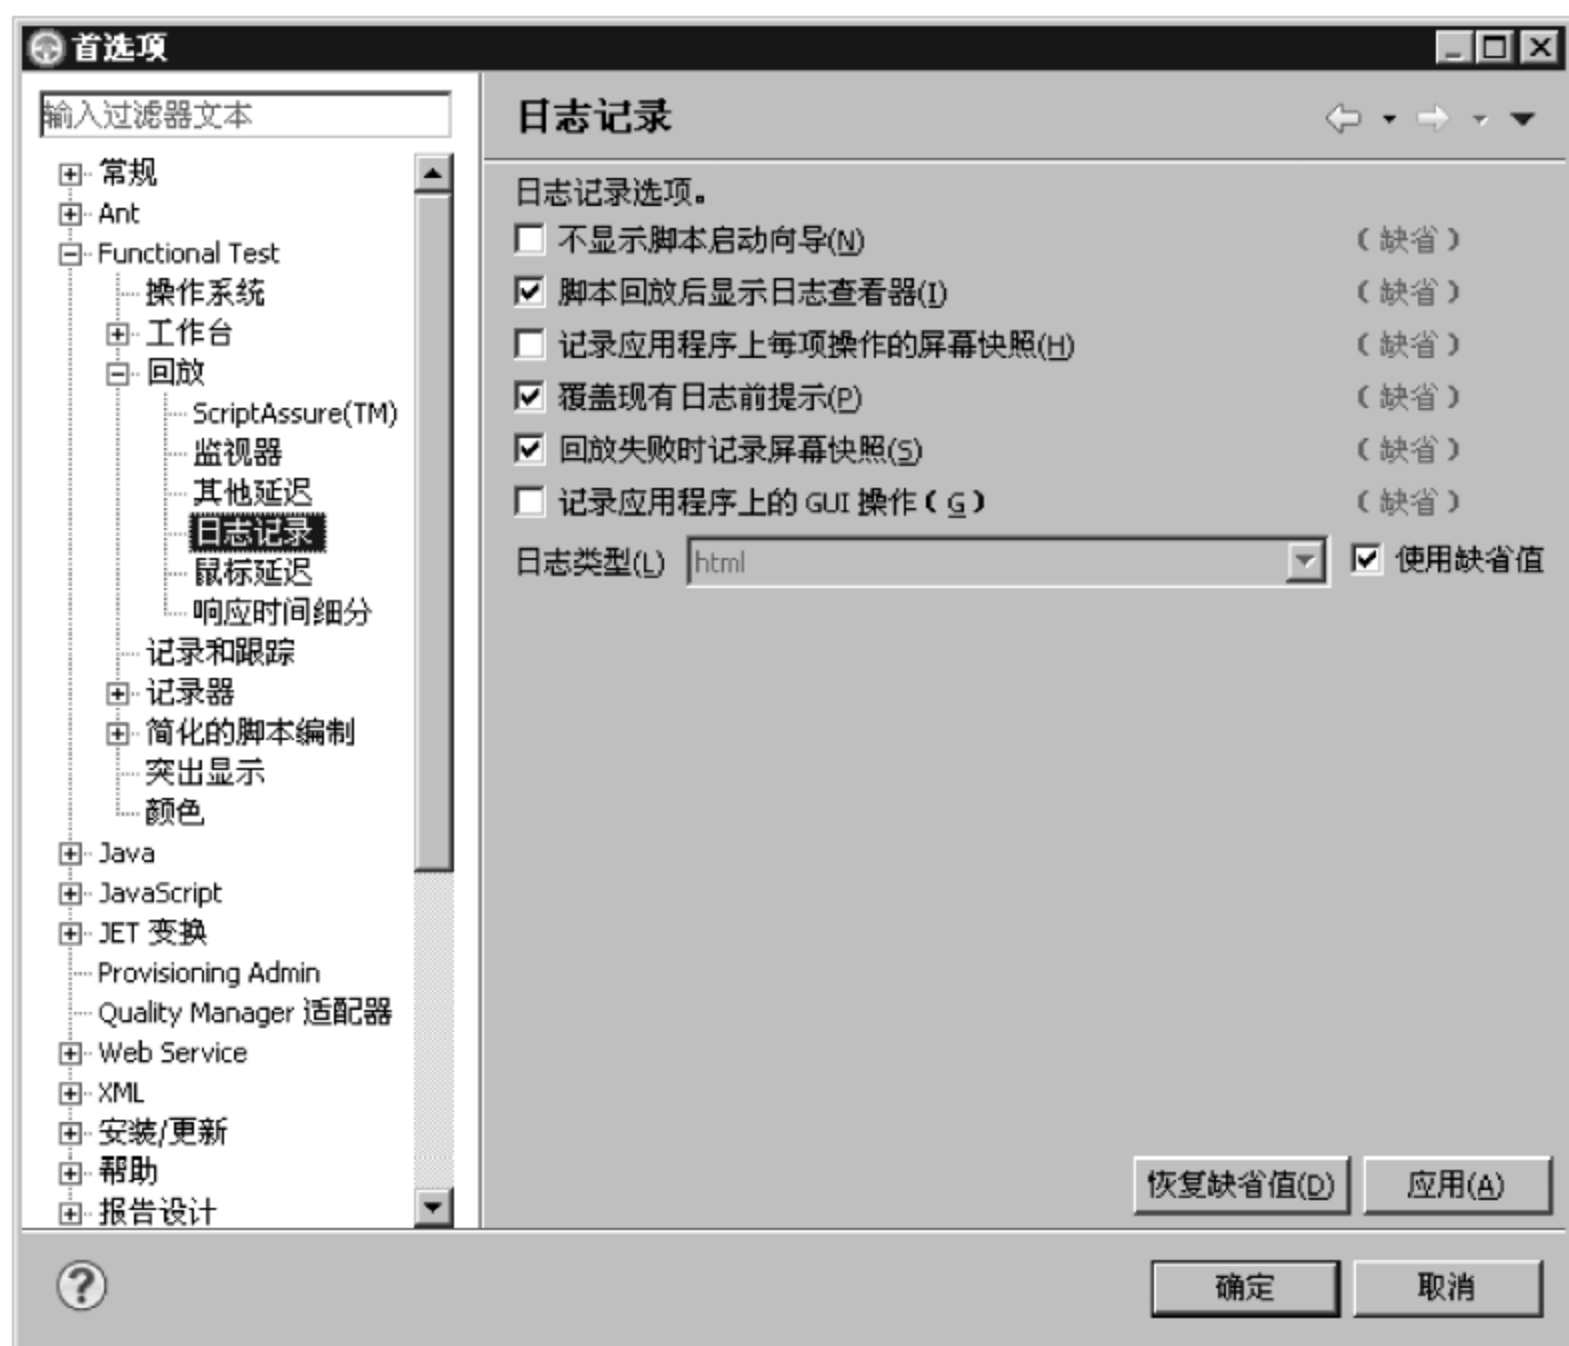 首选项
输入过滤器文本
常规
Ant
Functional Test
操作系统
工作台
回放
ScriptAssure(TM)
监视器
其他延迟
日志记录
鼠标延迟
响应时间细分
记录和跟踪
记录器
简化的脚本编制
突出显示
颜色
Java
JavaScript
JET 变换
Provisioning Admin
Quality Manager 适配器
Web Service
XML
安装/更新
帮助
报告设计
日志记录
日志记录选项。
不显示脚本启动向导(N) (缺省)
脚本回放后显示日志查看器(I) (缺省)
记录应用程序上每项操作的屏幕快照(H) (缺省)
覆盖现有日志前提示(P) (缺省)
回放失败时记录屏幕快照(S) (缺省)
记录应用程序上的 GUI 操作(G) (缺省)
日志类型(L) html 使用缺省值
恢复缺省值(D) 应用(A)
确定 取消